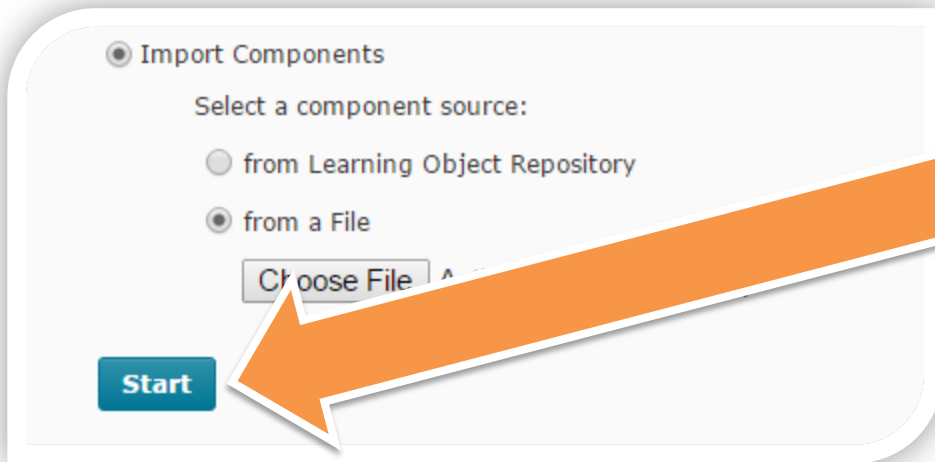 Import Components
Select a component source:
from Learning Object Repository
from a File
Choose File
Start